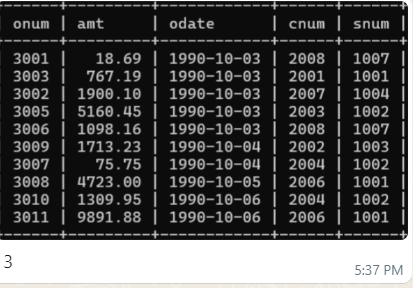 onum | amt | odate | cnum | snum |
3001 | 18.69 | 1990-10-03 | 2008 | 1007 |
3003 | 767.19 | 1990-10-03 | 2001 | 1001 |
3002 | 1900.10 | 1990-10-03 | 2007 | 1004 |
3005 | 5160.45 | 1990-10-03 | 2003 | 1002 |
3006 | 1098.16 | 1990-10-03 | 2008 | 1007 |
3009 | 1713.23 | 1990-10-04 | 2002 | 1003 |
3007 | 75.75 | 1990-10-04 | 2004 | 1002 |
3008 | 4723.00 | 1990-10-05 | 2006 | 1001 |
3010 | 1309.95 | 1990-10-06 | 2004 | 1002 |
3011 | 9891.88 | 1990-10-06 | 2006 | 1001 |
3
5:37 PM